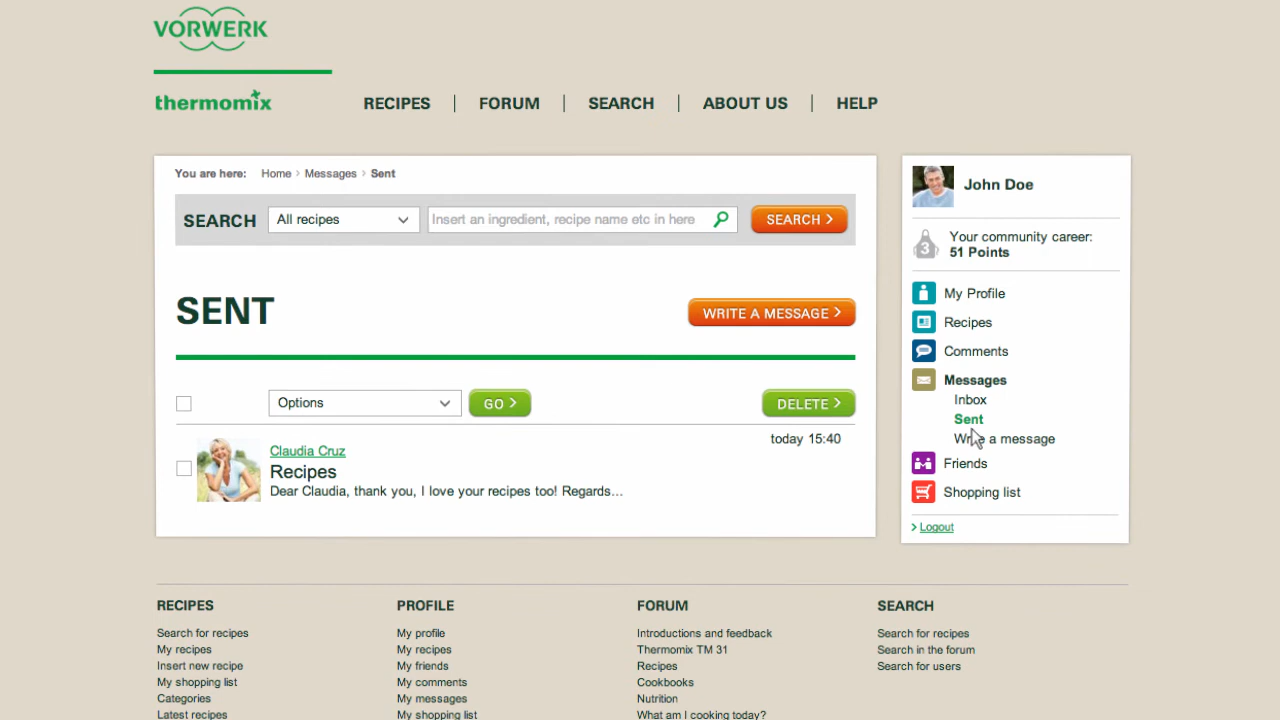 VORWERK
thermomix
RECIPES
FORUM
SEARCH
ABOUT US
HELP
You are here: Home › Messages › Sent
SEARCH
All recipes
Insert an ingredient, recipe name etc in here
SEARCH >
SENT
WRITE A MESSAGE >
Options
GO >
DELETE >
today 15:40
Claudia Cruz
Recipes
Dear Claudia, thank you, I love your recipes too! Regards...
John Doe
3
Your community career:
51 Points
My Profile
Recipes
Comments
Messages
Inbox
Sent
Write a message
Friends
Shopping list
> Logout
RECIPES
Search for recipes
My recipes
Insert new recipe
My shopping list
Categories
Latest recipes
PROFILE
My profile
My recipes
My friends
My comments
My messages
My shopping list
FORUM
Introductions and feedback
Thermomix TM 31
Recipes
Cookbooks
Nutrition
What am I cooking today?
SEARCH
Search for recipes
Search in the forum
Search for users